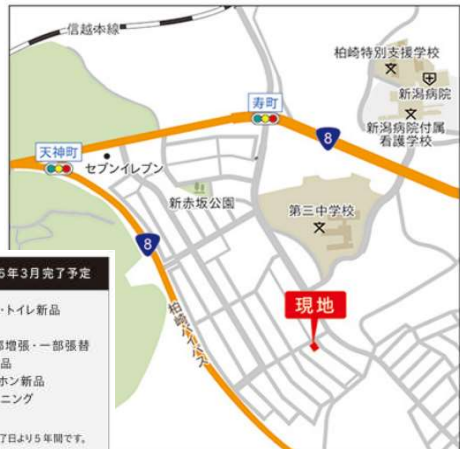 信越本線
柏崎特別支援学校
新潟病院
新潟病院付属
看護学校
寿町
8
天神町
セブンイレブン
新赤坂公園
第三中学校
8
柏崎バイパス
現地
6年3月完了予定
・トイレ新品
部増張・一部張替
品
ホン新品
ニング
了日より5年間です。